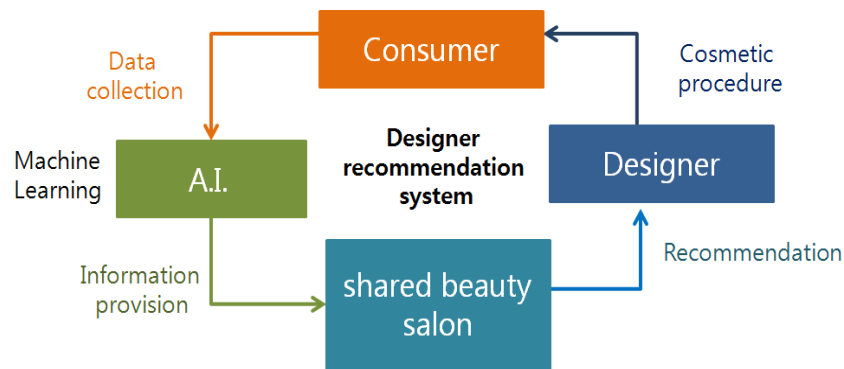 Consumer
Data
collection
Cosmetic
procedure
Machine
Learning
A.I.
Designer
recommendation
system
Designer
Information
provision
shared beauty
salon
Recommendation